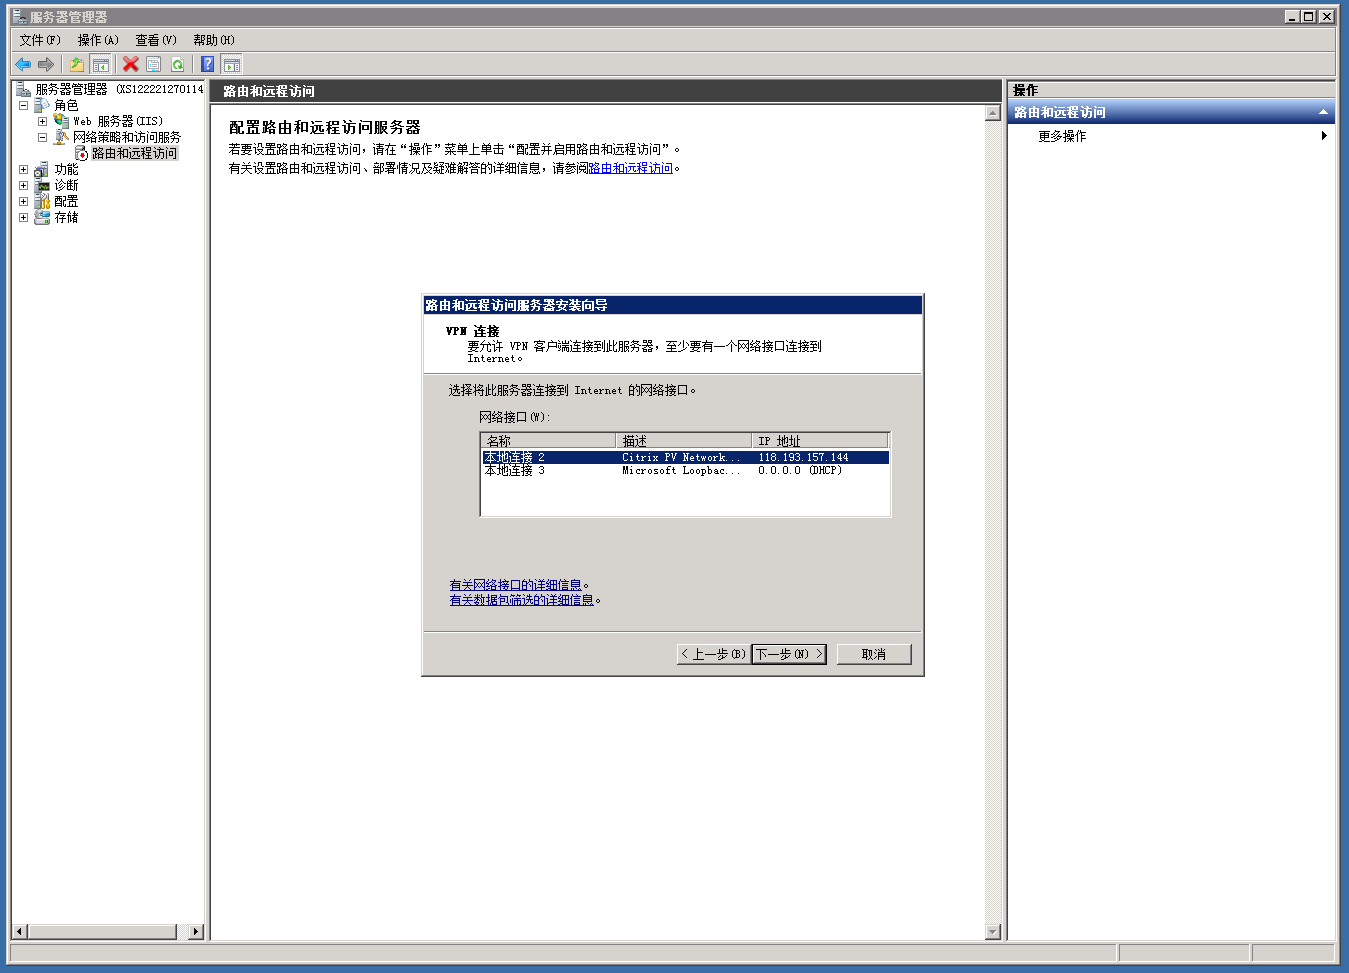 服务器管理器
文件(F) 操作(A) 查看(V) 帮助(H)
服务器管理器 (XS122221270114
角色
Web 服务器(IIS)
网络策略和访问服务
路由和远程访问
功能
诊断
配置
存储
路由和远程访问
配置路由和远程访问服务器
若要设置路由和远程访问，请在“操作”菜单上单击“配置并启用路由和远程访问”。
有关设置路由和远程访问、部署情况及疑难解答的详细信息，请参阅路由和远程访问。
路由和远程访问服务器安装向导
VPN 连接
要允许 VPN 客户端连接到此服务器，至少要有一个网络接口连接到
Internet。
选择将此服务器连接到 Internet 的网络接口。
网络接口(W):
名称 描述 IP 地址
本地连接 2 Citrix PV Network... 118.193.157.144
本地连接 3 Microsoft Loopbac... 0.0.0.0 (DHCP)
有关网络接口的详细信息。
有关数据包筛选的详细信息。
< 上一步(B) 下一步(N) > 取消
操作
路由和远程访问
更多操作